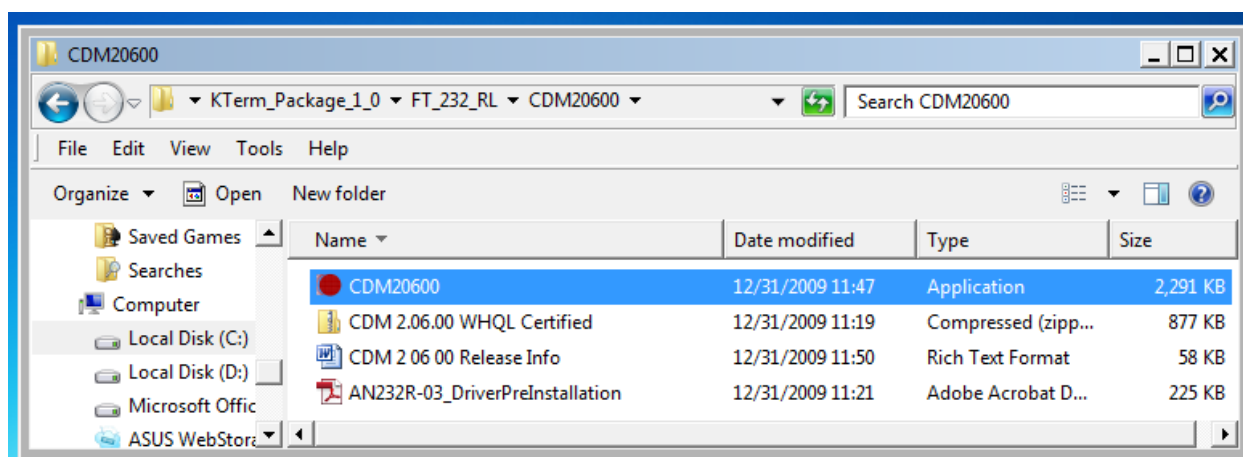 CDM20600
KTerm_Package_1_0 FT_232_RL CDM20600 Search CDM20600
File Edit View Tools Help
Organize Open New folder
Saved Games Name Date modified Type Size
Searches CDM20600 12/31/2009 11:47 Application 2,291 KB
Computer CDM 2.06.00 WHQL Certified 12/31/2009 11:19 Compressed (zipp... 877 KB
Local Disk (C:) CDM 2 06 00 Release Info 12/31/2009 11:50 Rich Text Format 58 KB
Local Disk (D:) AN232R-03_DriverPreInstallation 12/31/2009 11:21 Adobe Acrobat D... 225 KB
Microsoft Offic
ASUS WebStora